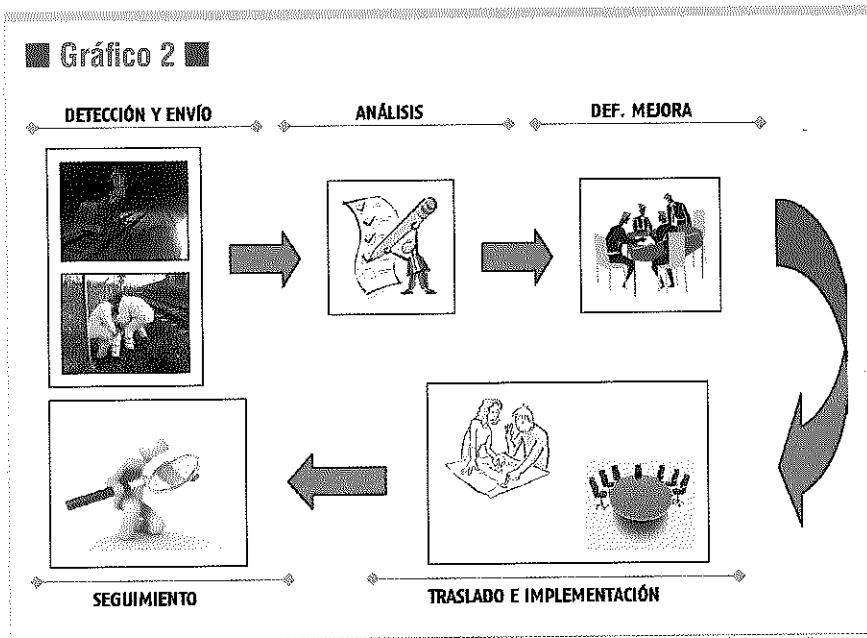 Gráfico 2
DETECCIÓN Y ENVÍO
ANÁLISIS
DEF. MEJORA
SEGUIMIENTO
TRASLADO E IMPLEMENTACIÓN